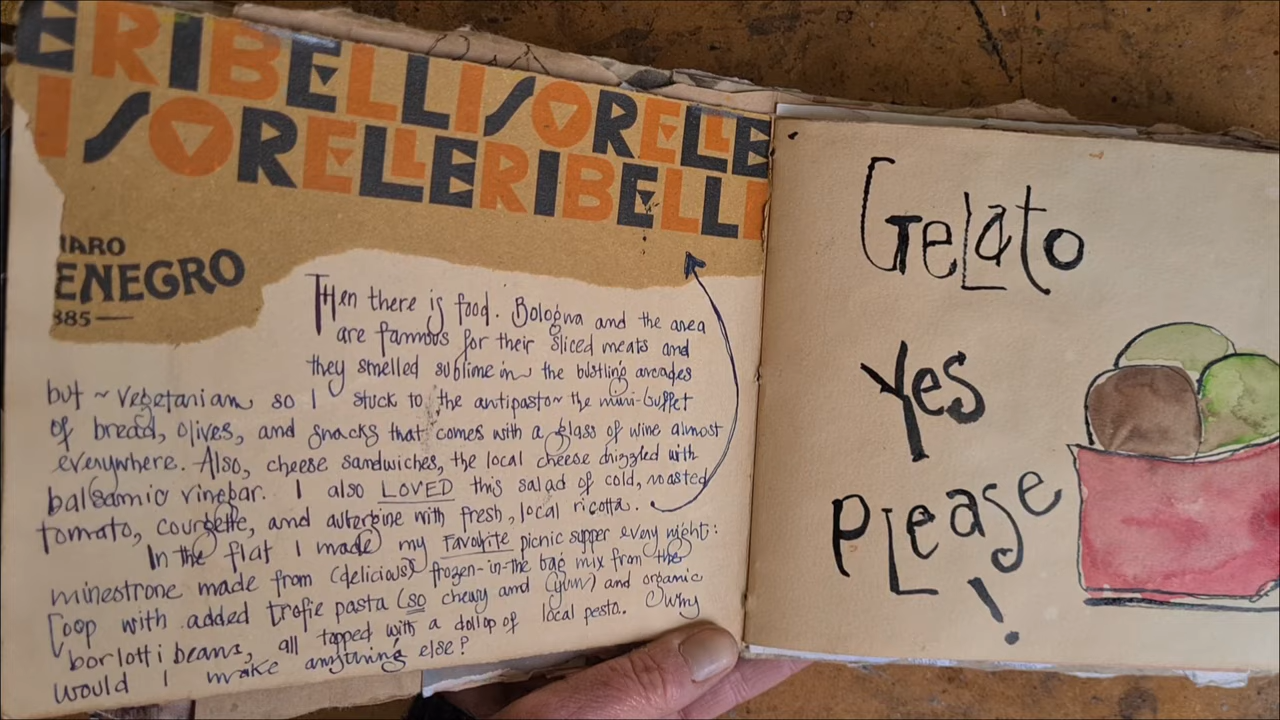 ERIBELLISORELLE
ISORELLERIBELLI
ENEGRO
885
Then there is food. Bologna and the area
are famous for their sliced meats and
they smelled sublime in the bustling arcades
but ~ vegetarian so I stuck to the antipasto ~ the mini-buffet
of bread, olives, and snacks that comes with a glass of wine almost
everywhere. Also, cheese sandwiches, the local cheese drizzled with
balsamic vinegar. I also LOVED this salad of cold, roasted
tomato, courgette, and aubergine with fresh, local ricotta.
In the flat I made my Favourite picnic supper every night:
minestrone made from (delicious) frozen-in-the bag mix from the
Coop with added trofie pasta (so chewy and yum) and organic
borlotti beans, all topped with a dollop of local pesto. Why
would I make anything else?
Gelato
Yes
Please
!